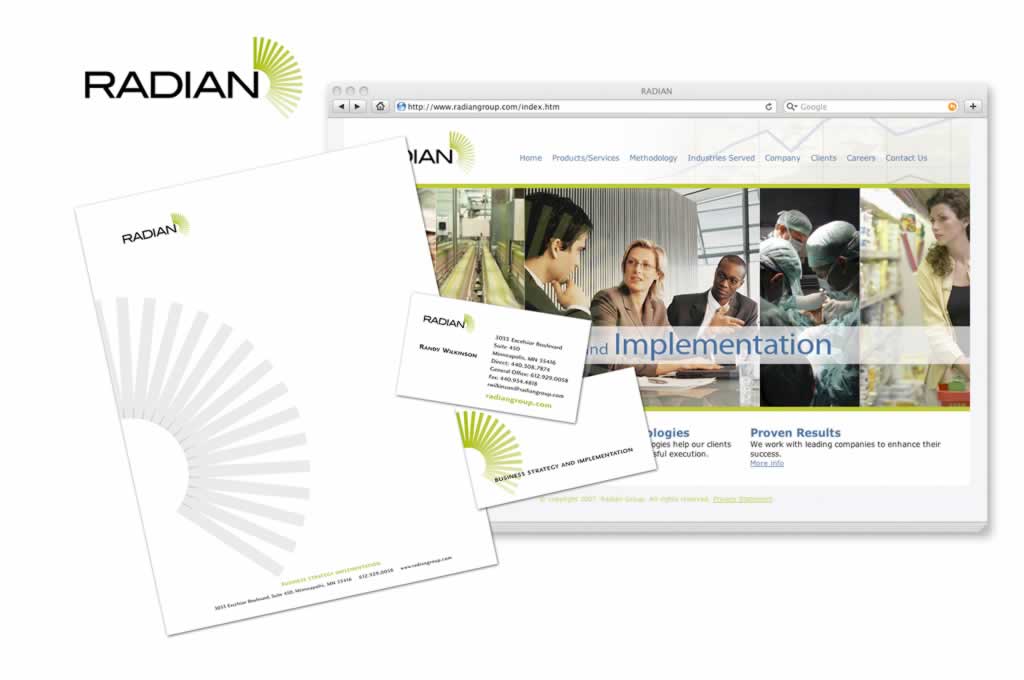 RADIAN
RADIAN
http://www.radiangroup.com/index.htm
Google
DIAN
Home Products/Services Methodology Industries Served Company Clients Careers Contact Us
nd Implementation
ologies
ologies help our clients
sful execution.
Proven Results
We work with leading companies to enhance their
success.
More info
© copyright 2007 Radian Group. All rights reserved. Privacy Statement
RADIAN
BUSINESS STRATEGY IMPLEMENTATION
3033 Excelsior Boulevard, Suite 450, Minneapolis, MN 55416 612.929.0058 www.radiangroup.com
RADIAN
RANDY WILKINSON
3033 Excelsior Boulevard
Suite 450
Minneapolis, MN 55416
Direct: 440.508.7874
General Office: 612.929.0058
Fax: 440.934.4818
rwilkinson@radiangroup.com
radiangroup.com
BUSINESS STRATEGY AND IMPLEMENTATION